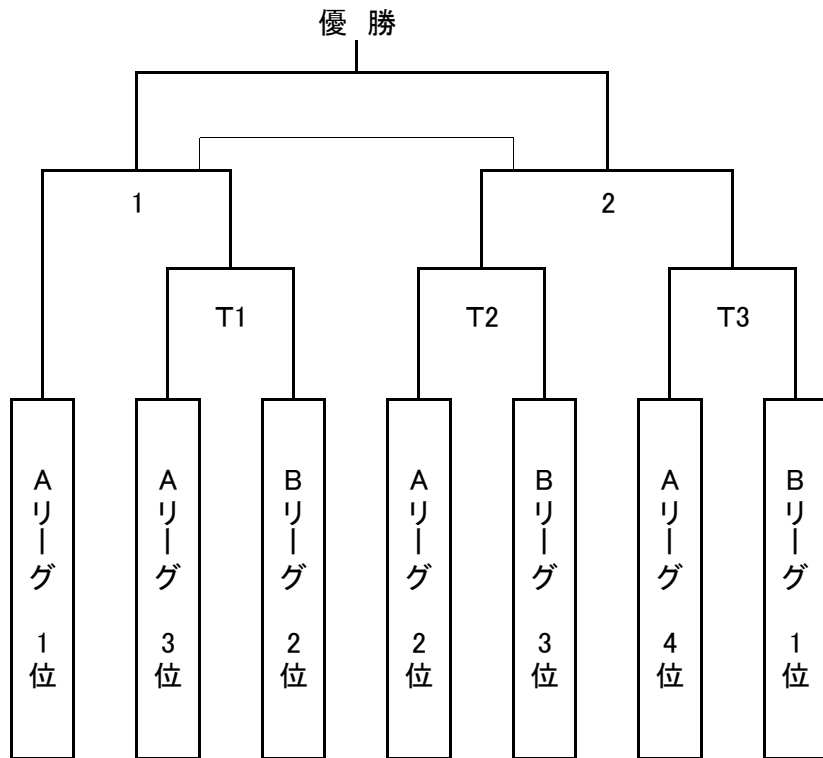 優 勝
1
2
T1
T2
T3
Aリーグ 1位
Aリーグ 3位
Bリーグ 2位
Aリーグ 2位
Bリーグ 3位
Aリーグ 4位
Bリーグ 1位